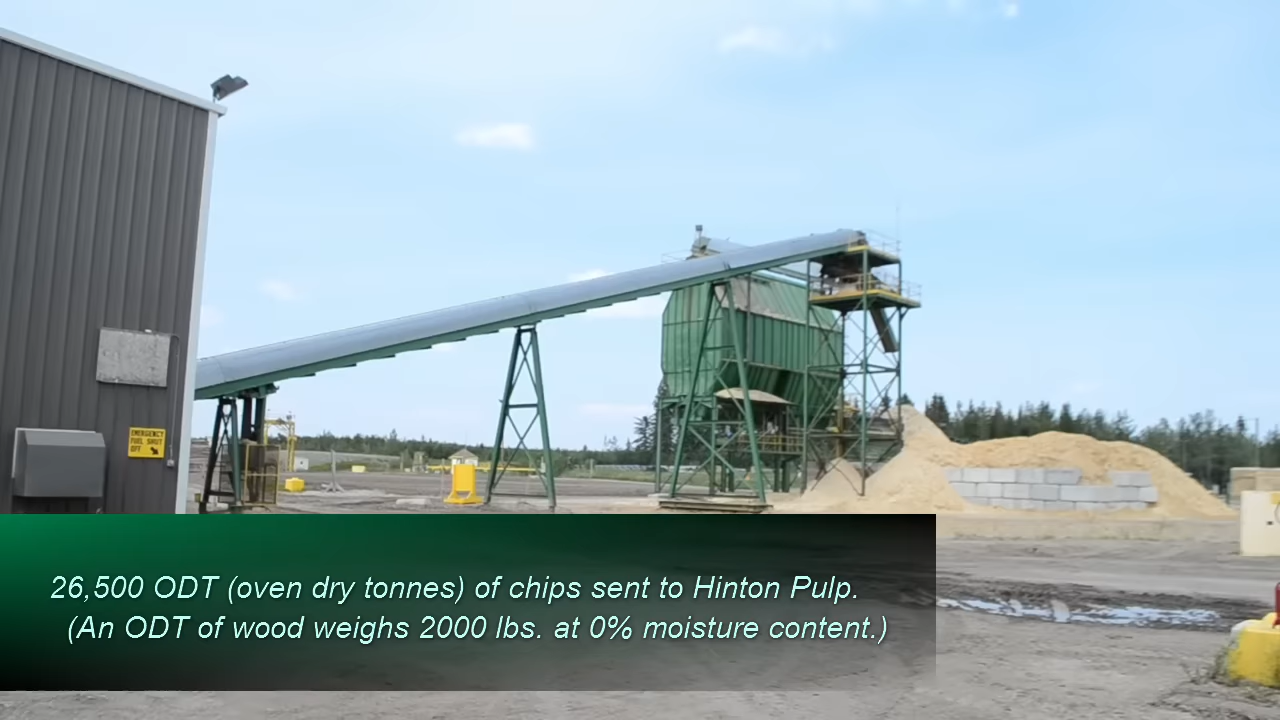 EMERGENCY
FUEL SHUT
OFF
26,500 ODT (oven dry tonnes) of chips sent to Hinton Pulp.
(An ODT of wood weighs 2000 lbs. at 0% moisture content.)